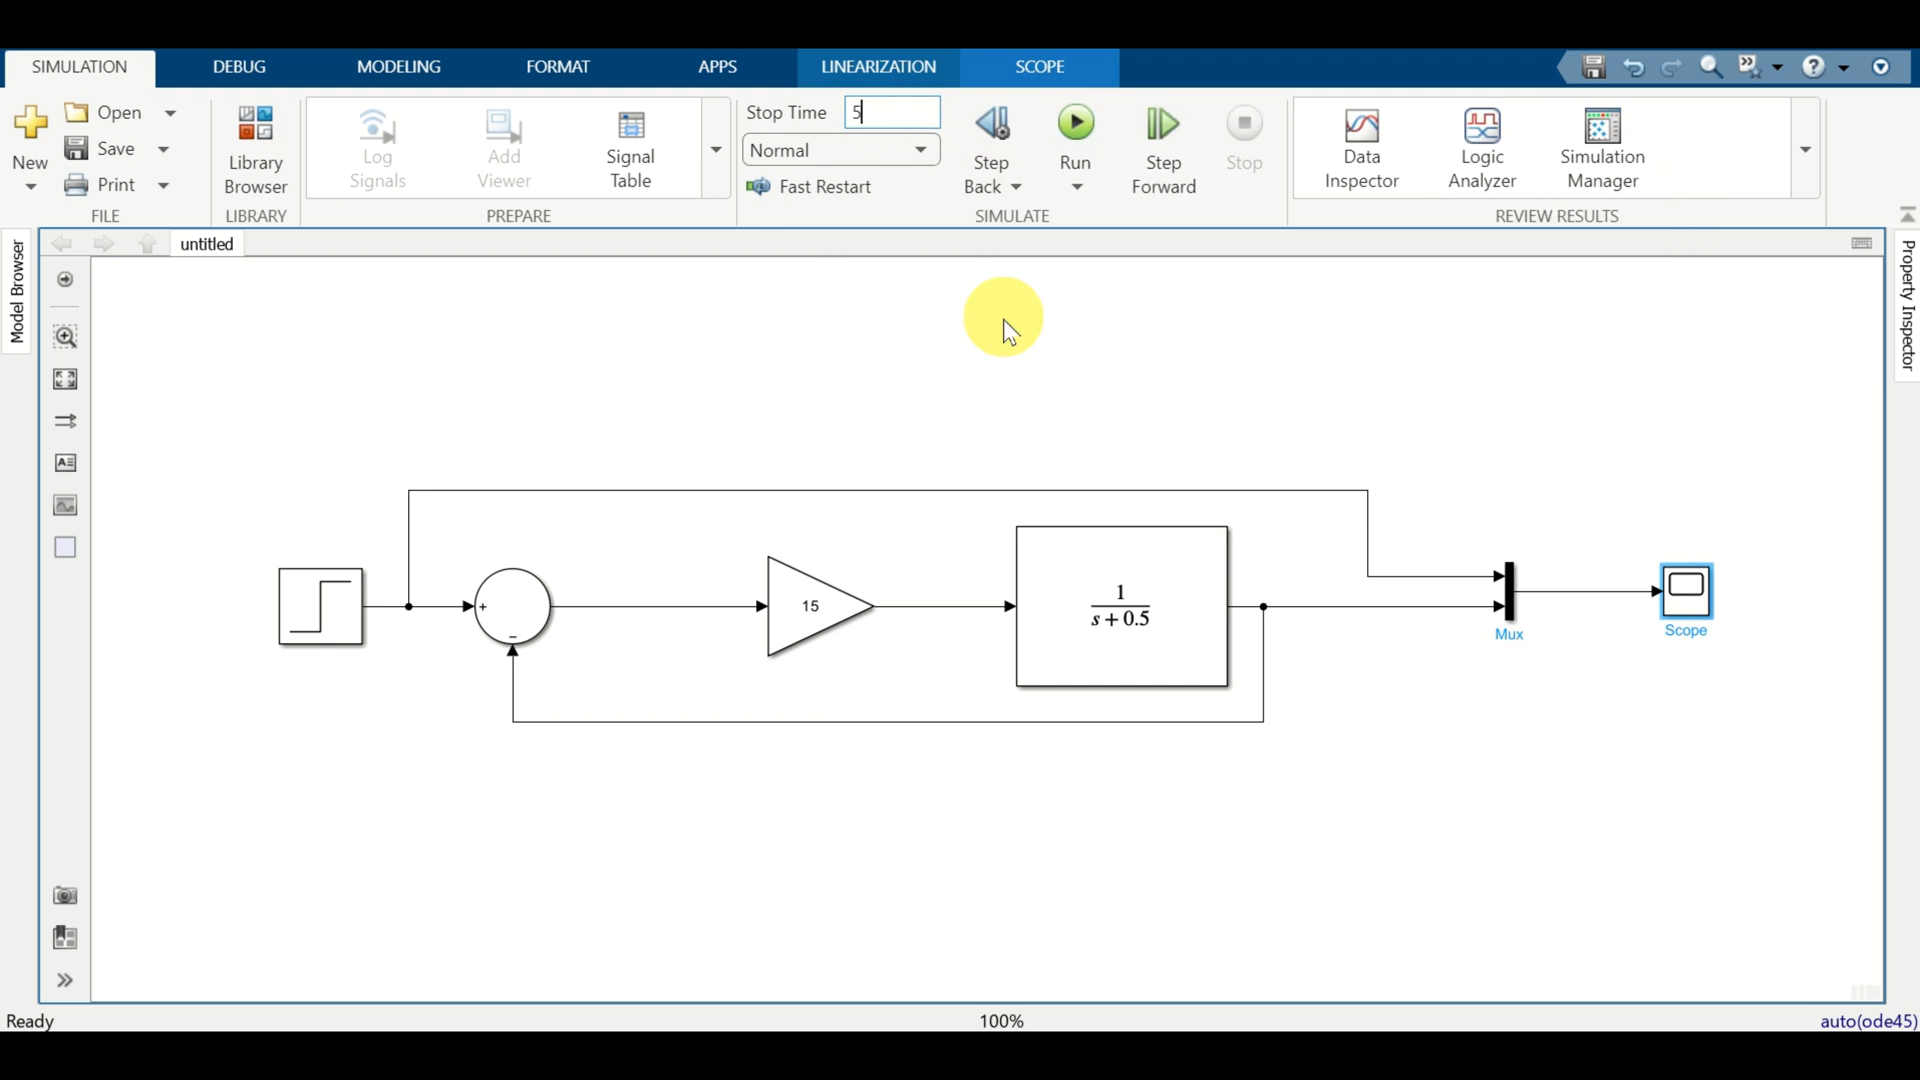 SIMULATION DEBUG MODELING FORMAT APPS LINEARIZATION SCOPE
New
Open
Save
Print
FILE
Library
Browser
LIBRARY
Log
Signals
Add
Viewer
Signal
Table
PREPARE
Stop Time 5
Normal
Fast Restart
Step
Back
Run
Step
Forward
Stop
SIMULATE
Data
Inspector
Logic
Analyzer
Simulation
Manager
REVIEW RESULTS
Model Browser
untitled
Property Inspector
+
−
15
1
s + 0.5
Mux
Scope
Ready 100% auto(ode45)